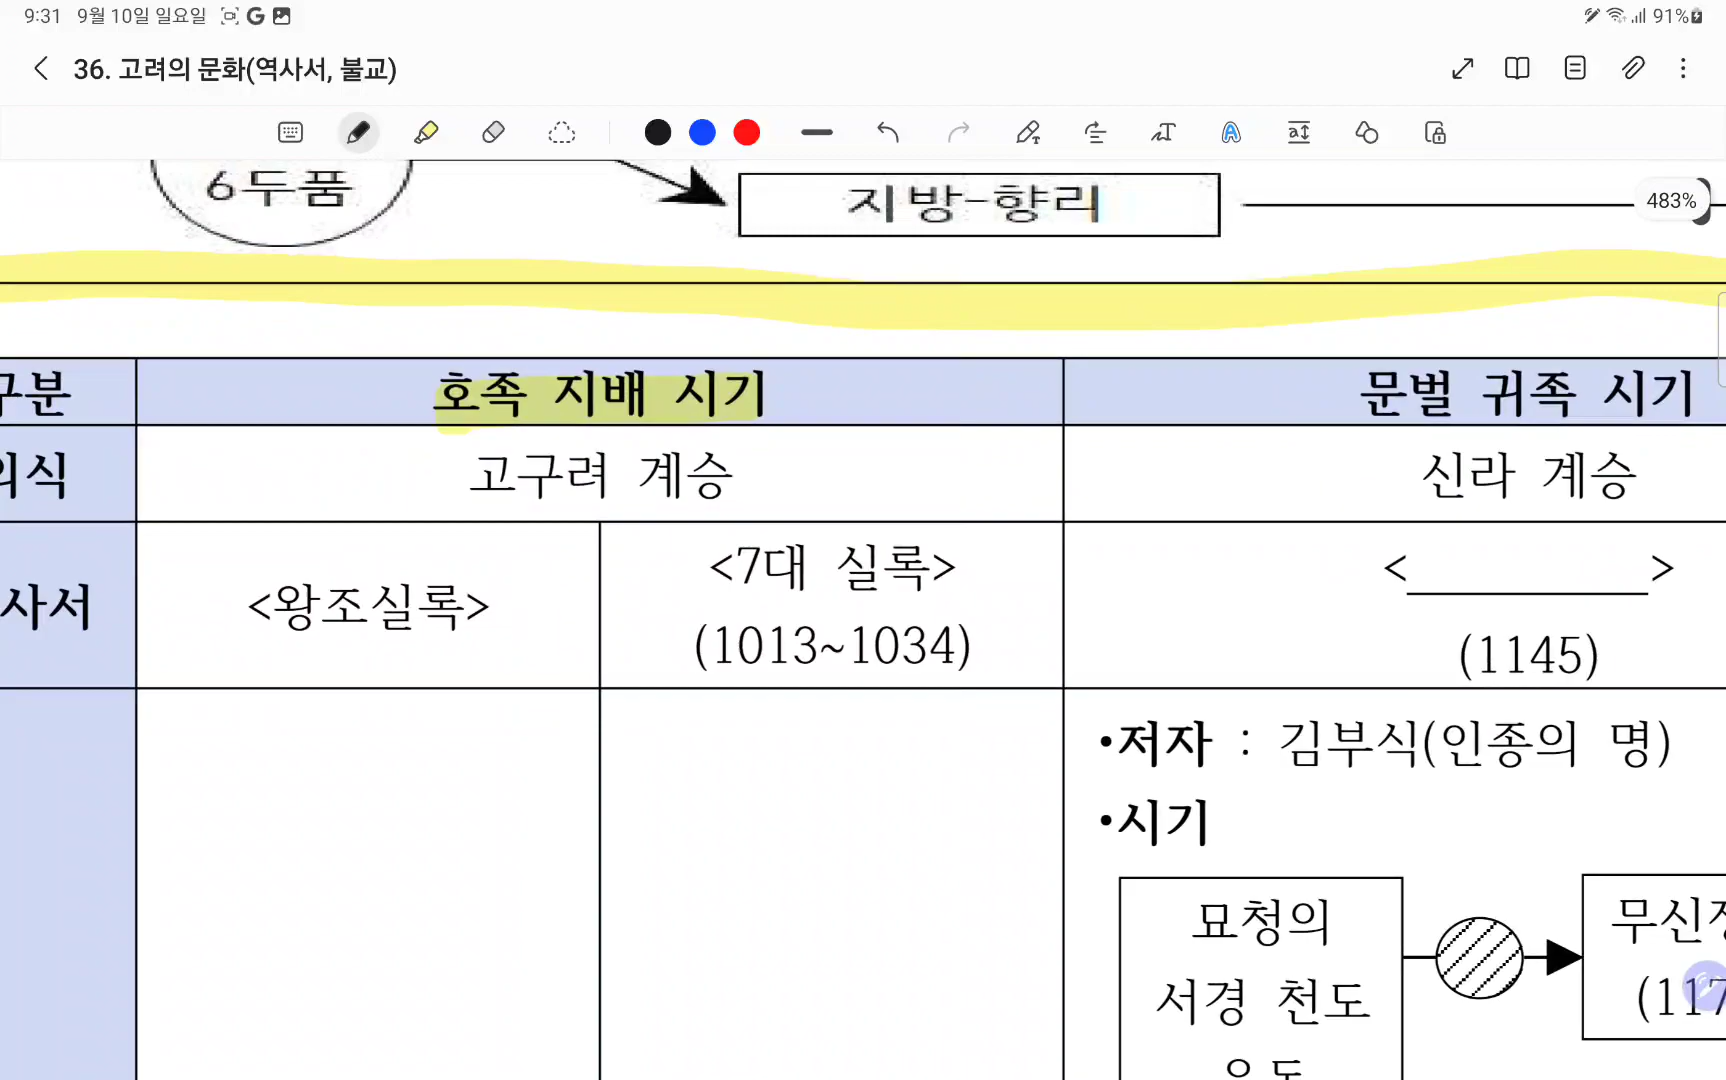 9:31 9월 10일 일요일
91%
36. 고려의 문화(역사서, 불교)
6두품
지방-향리
483%
구분 호족 지배 시기 문벌 귀족 시기
의식 고구려 계승 신라 계승
사서 <왕조실록> <7대 실록> (1013~1034) <________> (1145)
•저자 : 김부식(인종의 명)
•시기
묘청의
서경 천도
무신정
(117